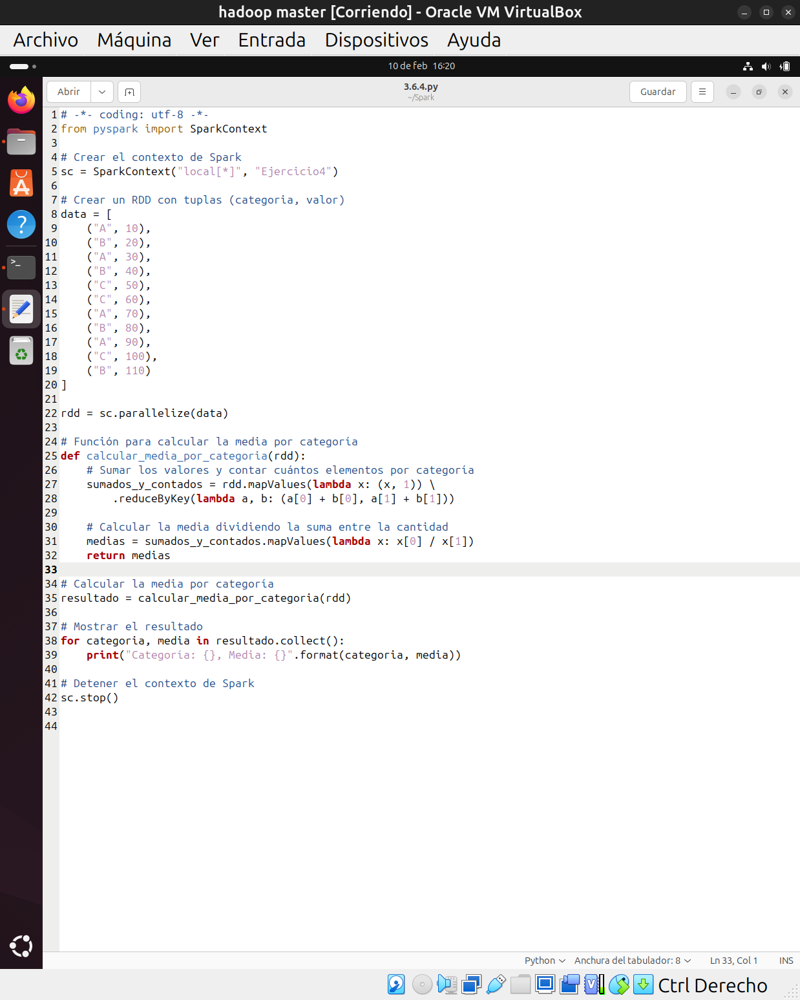 hadoop master [Corriendo] - Oracle VM VirtualBox
Archivo Máquina Ver Entrada Dispositivos Ayuda
10 de feb 16:20
Abrir
3.6.4.py
~/Spark
Guardar
1 # -*- coding: utf-8 -*-
2 from pyspark import SparkContext
3
4 # Crear el contexto de Spark
5 sc = SparkContext("local[*]", "Ejercicio4")
6
7 # Crear un RDD con tuplas (categoria, valor)
8 data = [
9     ("A", 10),
10     ("B", 20),
11     ("A", 30),
12     ("B", 40),
13     ("C", 50),
14     ("C", 60),
15     ("A", 70),
16     ("B", 80),
17     ("A", 90),
18     ("C", 100),
19     ("B", 110)
20 ]
21
22 rdd = sc.parallelize(data)
23
24 # Función para calcular la media por categoría
25 def calcular_media_por_categoria(rdd):
26     # Sumar los valores y contar cuántos elementos por categoría
27     sumados_y_contados = rdd.mapValues(lambda x: (x, 1)) \
28         .reduceByKey(lambda a, b: (a[0] + b[0], a[1] + b[1]))
29
30     # Calcular la media dividiendo la suma entre la cantidad
31     medias = sumados_y_contados.mapValues(lambda x: x[0] / x[1])
32     return medias
33
34 # Calcular la media por categoría
35 resultado = calcular_media_por_categoria(rdd)
36
37 # Mostrar el resultado
38 for categoria, media in resultado.collect():
39     print("Categoría: {}, Media: {}".format(categoria, media))
40
41 # Detener el contexto de Spark
42 sc.stop()
43
44
Python Anchura del tabulador: 8 Ln 33, Col 1 INS
Ctrl Derecho